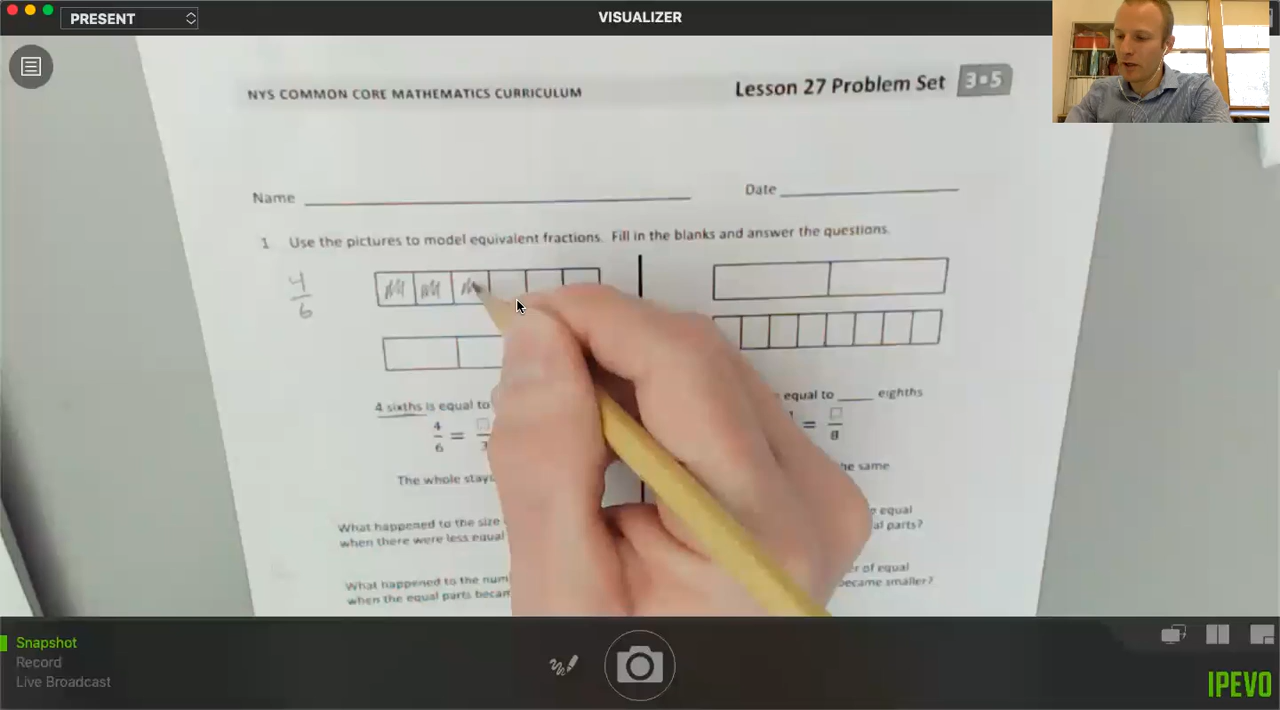 PRESENT
VISUALIZER
NYS COMMON CORE MATHEMATICS CURRICULUM
Lesson 27 Problem Set 3•5
Name
Date
1 Use the pictures to model equivalent fractions. Fill in the blanks and answer the questions.
4
6
4 sixths is equal to
4/6 = □/3
The whole stay
What happened to the size
when there were less equal
What happened to the num
when the equal parts becam
equal to _____ eighths
= □/8
he same
equal
al parts?
er of equal
became smaller?
Snapshot
Record
Live Broadcast
IPEVO